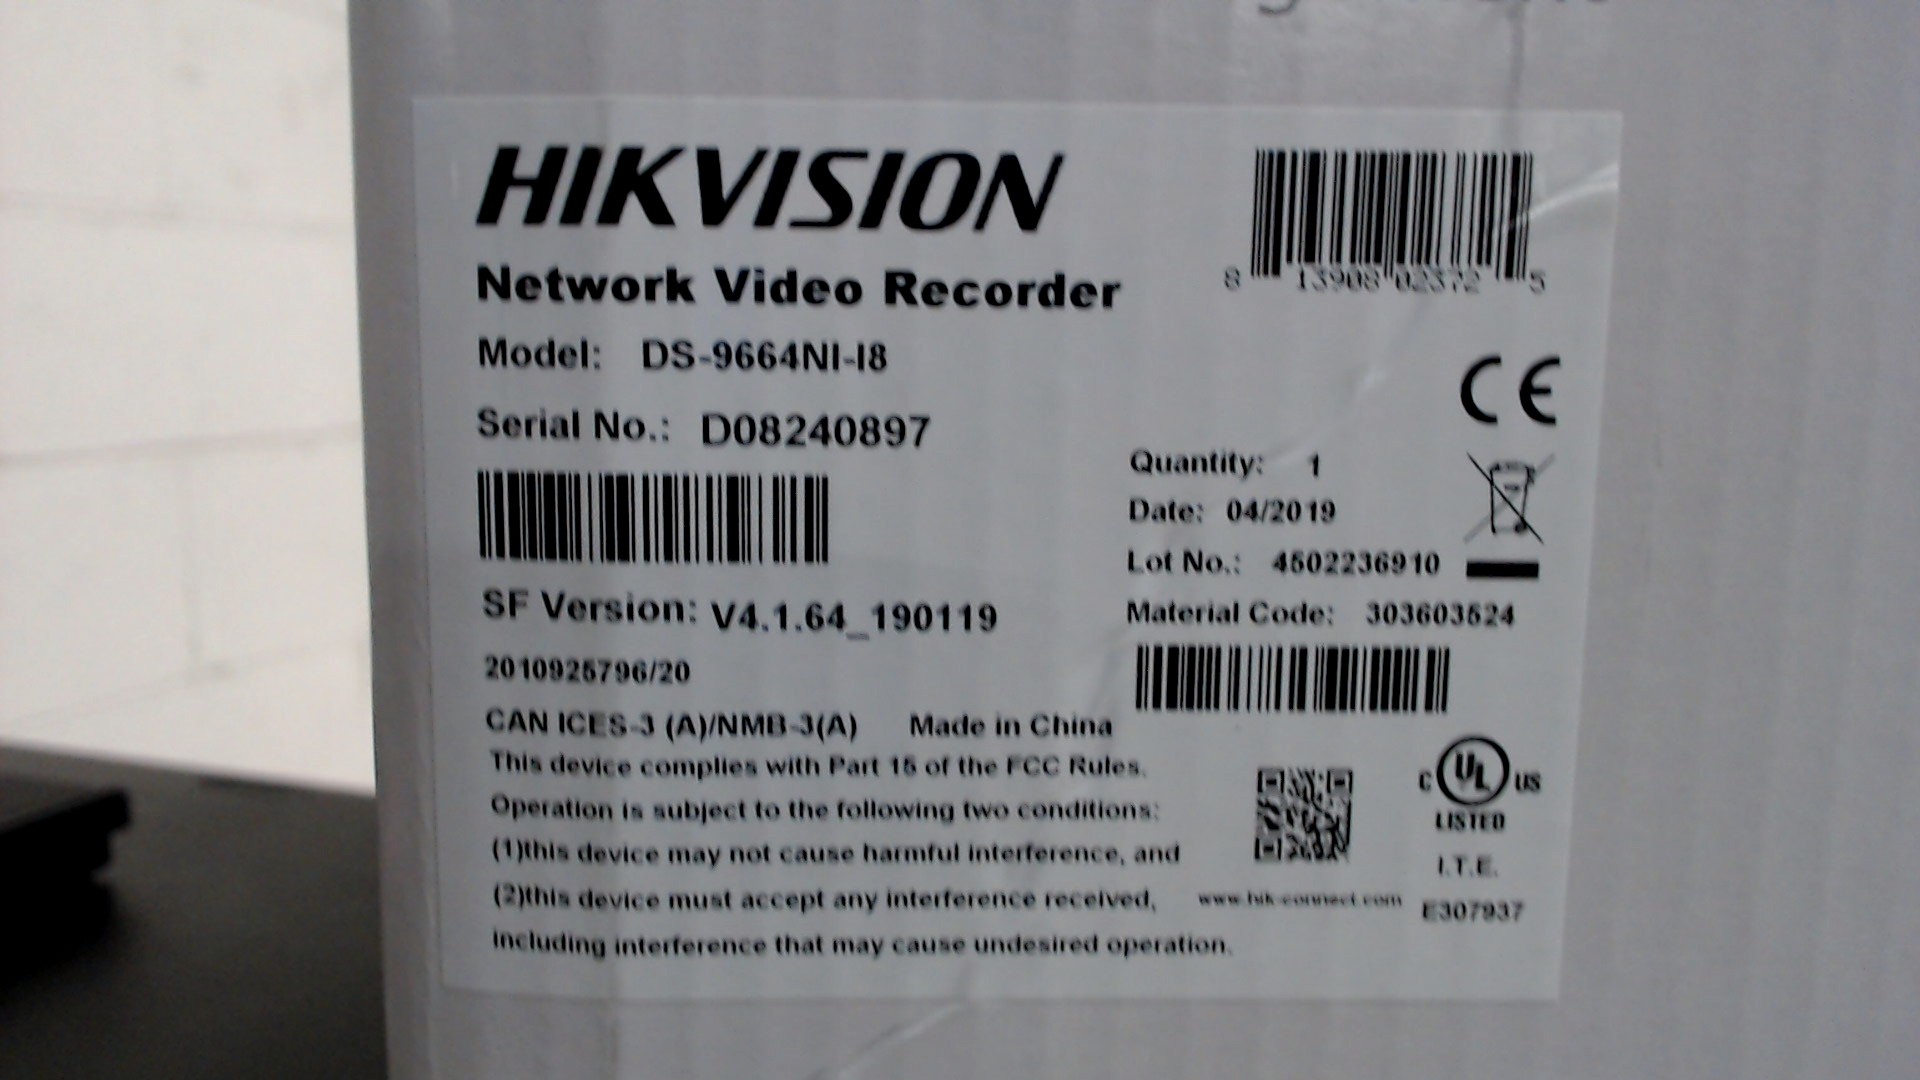 HIKVISION
Network Video Recorder
Model: DS-9664NI-I8
Serial No.: D08240897
SF Version: V4.1.64_190119
2010925796/20
CAN ICES-3 (A)/NMB-3(A) Made in China
This device complies with Part 15 of the FCC Rules.
Operation is subject to the following two conditions:
(1)this device may not cause harmful interference, and
(2)this device must accept any interference received,
including interference that may cause undesired operation.
8 13908 02372 5
CE
Quantity: 1
Date: 04/2019
Lot No.: 4502236910
Material Code: 303603524
C UL US
LISTED
I.T.E.
E307937
www.hik-connect.com